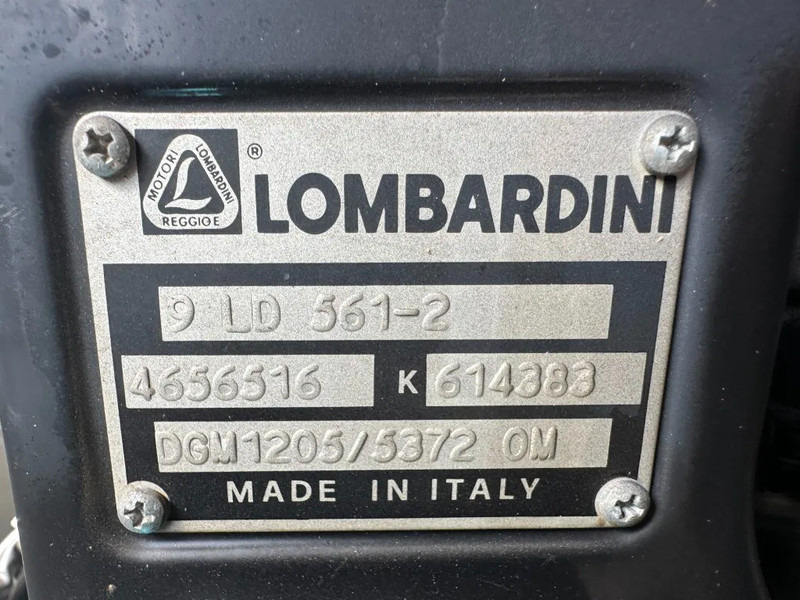 MOTORI LOMBARDINI
REGGIO E
® LOMBARDINI
9 LD 561-2
4656516 K 614383
DGM1205/5372 OM
MADE IN ITALY